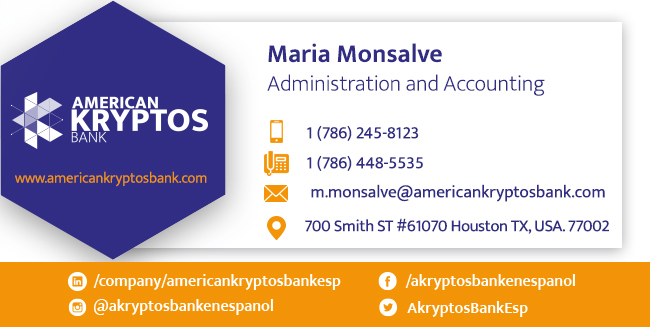 AMERICAN
KRYPTOS
BANK
www.americankryptosbank.com
Maria Monsalve
Administration and Accounting
1 (786) 245-8123
1 (786) 448-5535
m.monsalve@americankryptosbank.com
700 Smith ST #61070 Houston TX, USA. 77002
/company/americankryptosbankesp
/akryptosbankenespanol
@akryptosbankenespanol
AkryptosBankEsp